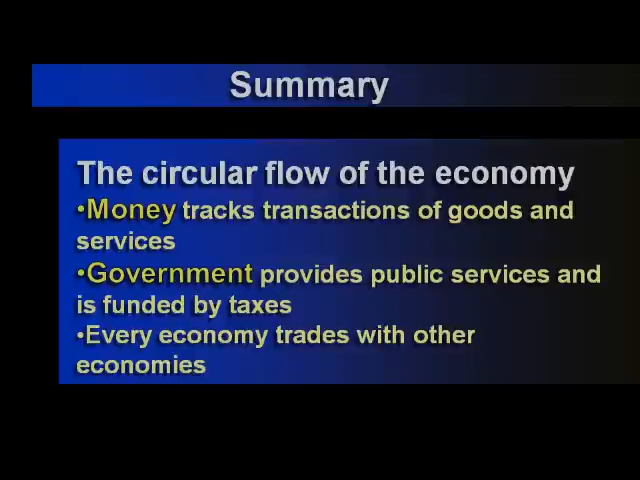 Summary
The circular flow of the economy
•Money tracks transactions of goods and
services
•Government provides public services and
is funded by taxes
•Every economy trades with other
economies